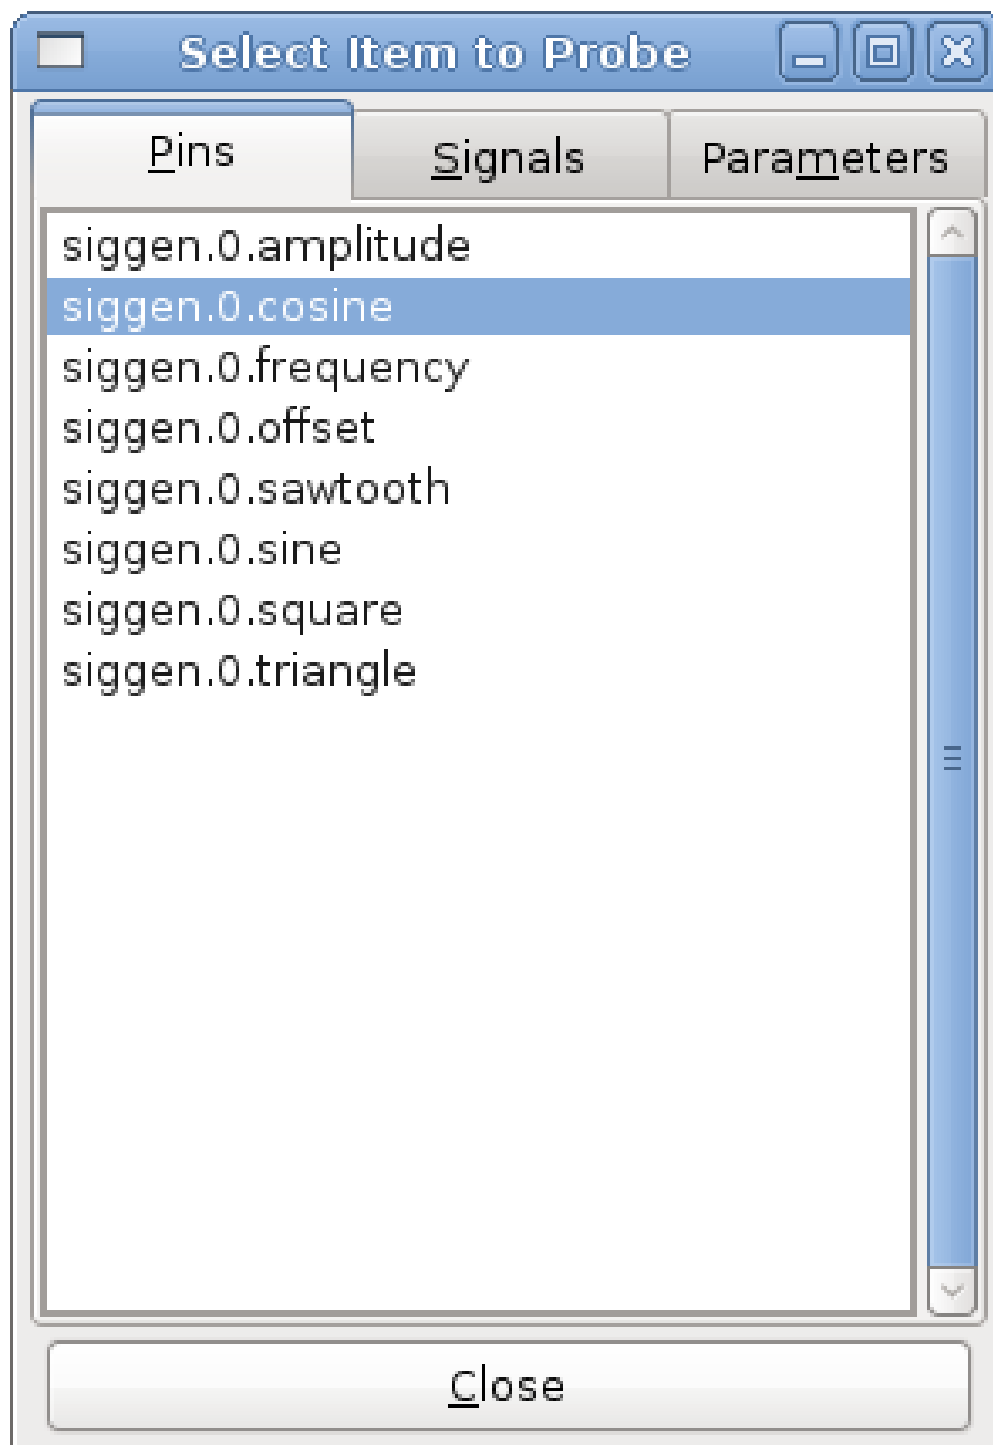 Select Item to Probe
Pins Signals Parameters
siggen.0.amplitude
siggen.0.cosine
siggen.0.frequency
siggen.0.offset
siggen.0.sawtooth
siggen.0.sine
siggen.0.square
siggen.0.triangle
Close